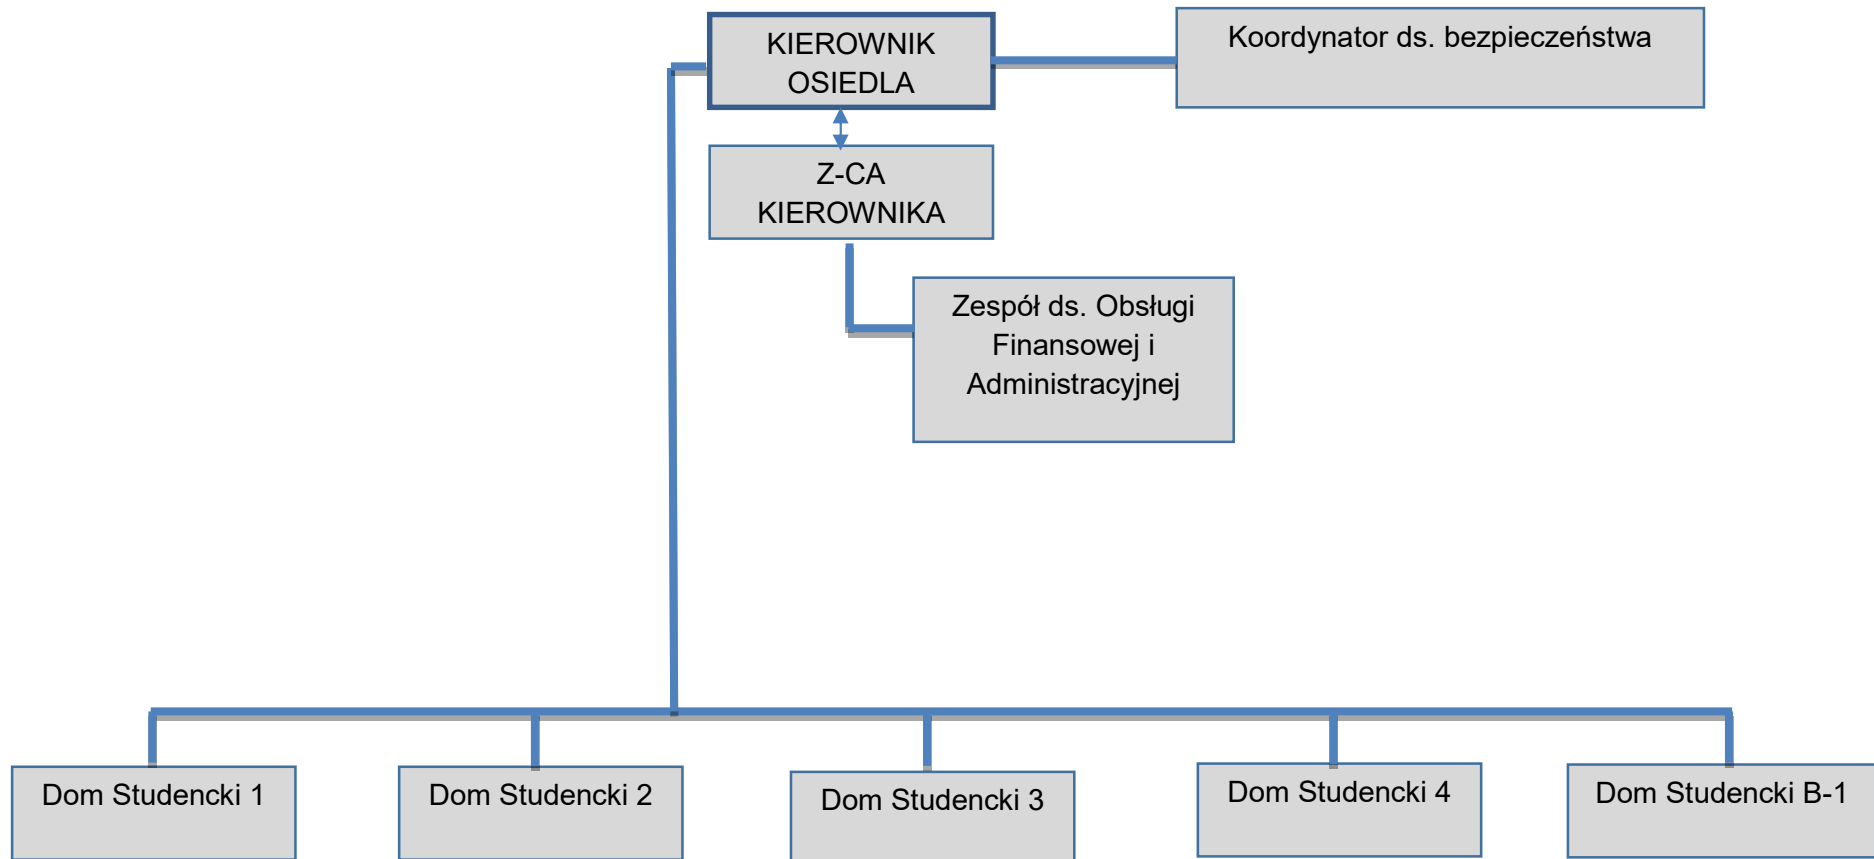 KIEROWNIK
OSIEDLA
Koordynator ds. bezpieczeństwa
Z-CA
KIEROWNIKA
Zespół ds. Obsługi
Finansowej i
Administracyjnej
Dom Studencki 1
Dom Studencki 2
Dom Studencki 3
Dom Studencki 4
Dom Studencki B-1